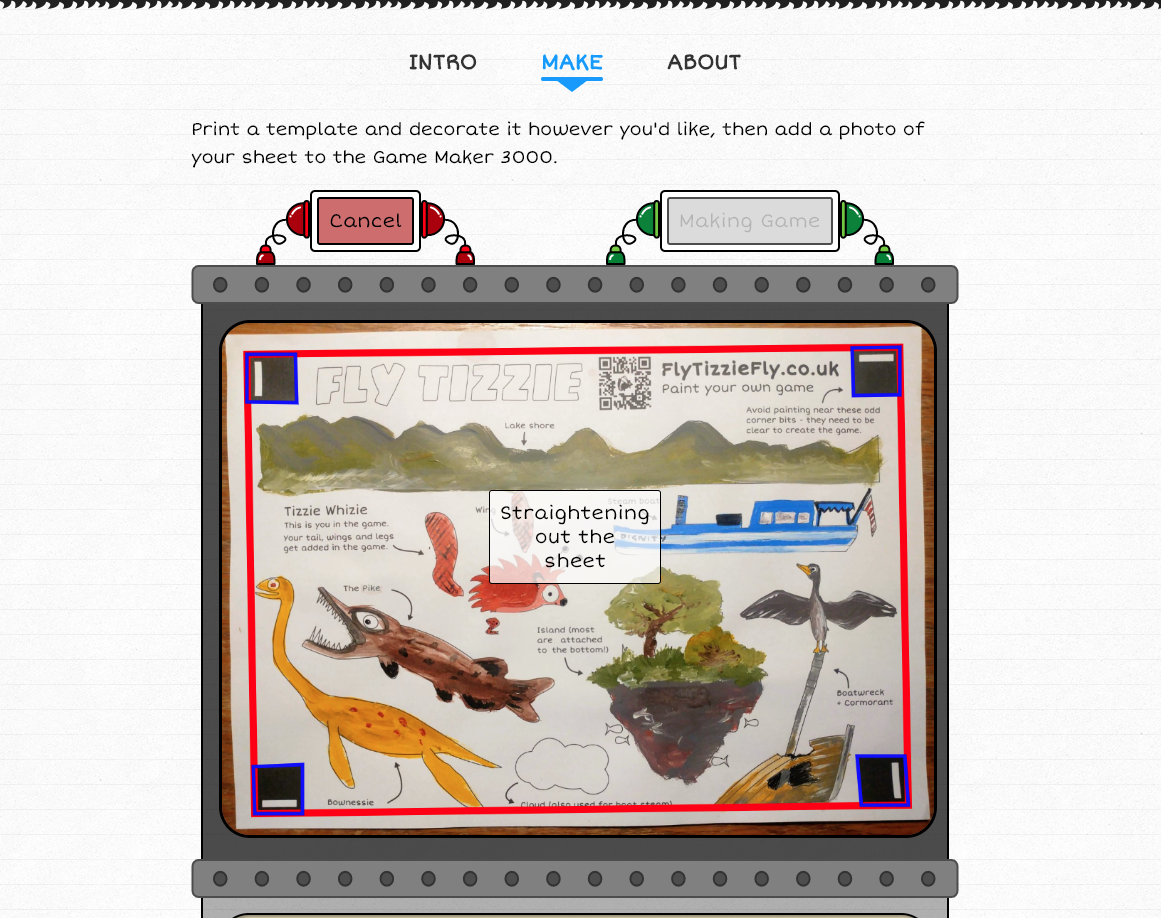 INTRO MAKE ABOUT
Print a template and decorate it however you'd like, then add a photo of
your sheet to the Game Maker 3000.
Cancel
Making Game
FLY TIZZIE
FlyTizzieFly.co.uk
Paint your own game
Avoid painting near these odd
corner bits - they need to be
clear to create the game.
Lake shore
Tizzie Whizie
This is you in the game.
Your tail, wings and legs
get added in the game.
Steam boat
DIGNITY
Straightening
out the
sheet
The Pike
Island (most
are attached
to the bottom!)
Boatwreck
+ Cormorant
Bownessie
Cloud (also used for boat steam)